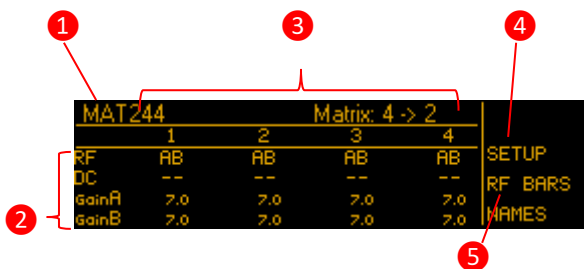 1 3 4
MAT244 Matrix: 4 -> 2
1 2 3 4
RF AB AB AB AB SETUP
DC -- -- -- --
RF BARS
GainA 7.0 7.0 7.0 7.0
2 GainB 7.0 7.0 7.0 7.0 NAMES
5